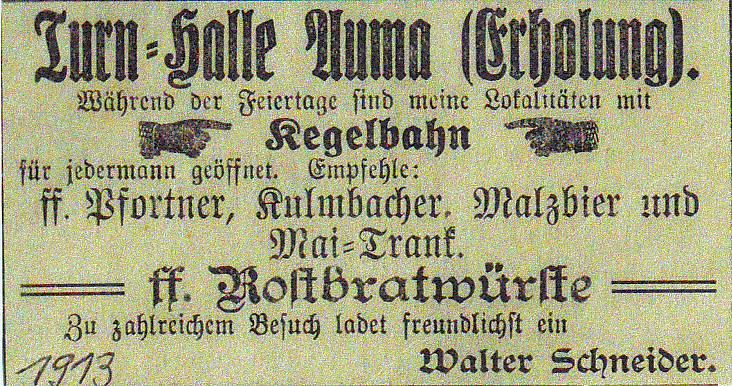 Turn-Halle Auma (Erholung).
Während der Feiertage sind meine Lokalitäten mit
Kegelbahn
für jedermann geöffnet. Empfehle:
ff. Pfortner, Kulmbacher, Malzbier und
Mai-Trank.
ff. Rostbratwürste
Zu zahlreichem Besuch ladet freundlichst ein
1913 Walter Schneider.